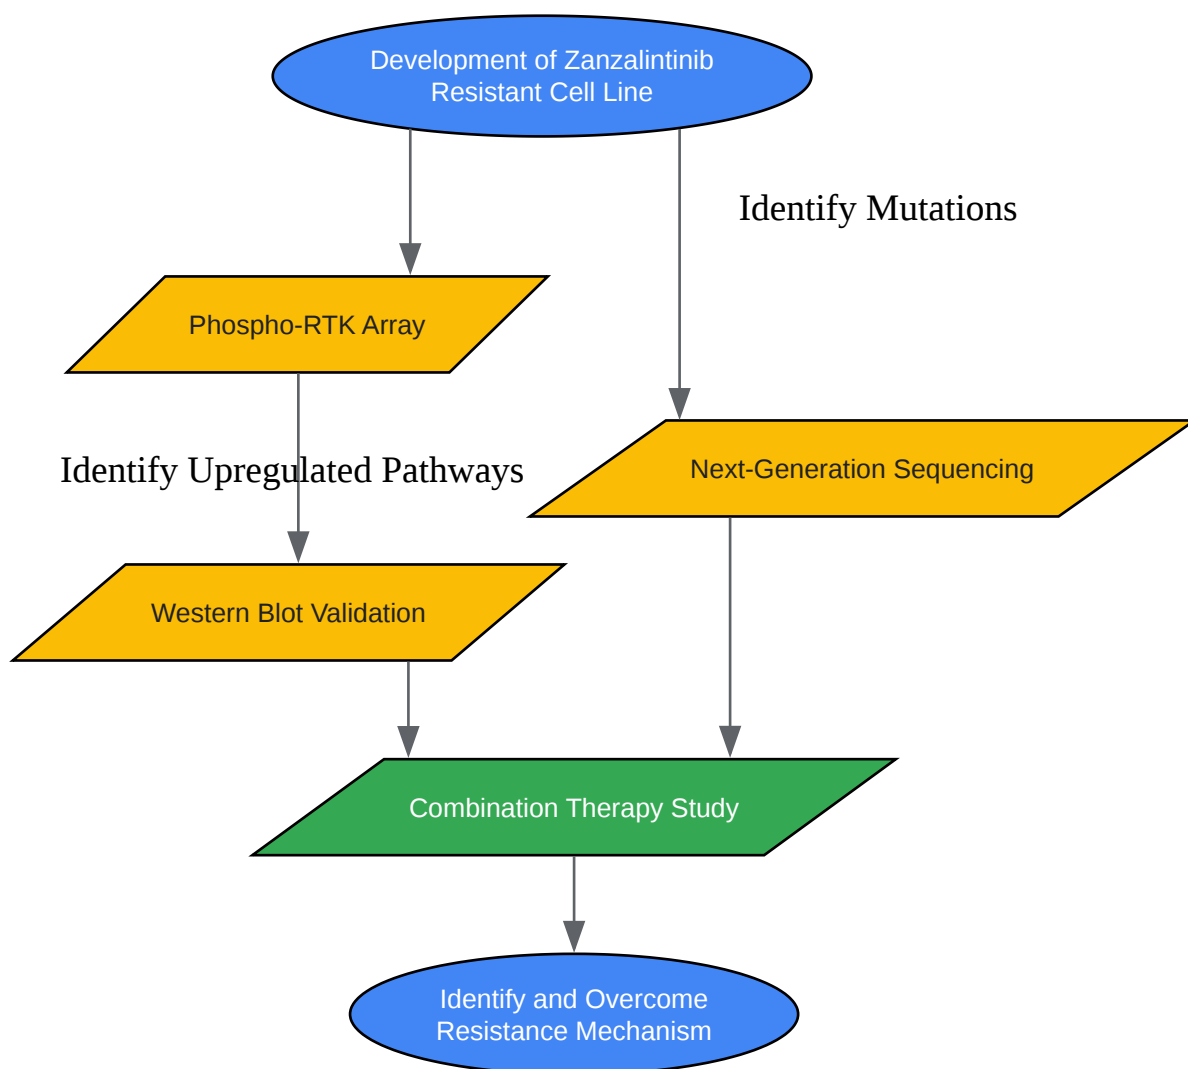 Development of Zanzalintinib
Resistant Cell Line
Identify Mutations
Phospho-RTK Array
Identify Upregulated Pathways
Next-Generation Sequencing
Western Blot Validation
Combination Therapy Study
Identify and Overcome
Resistance Mechanism